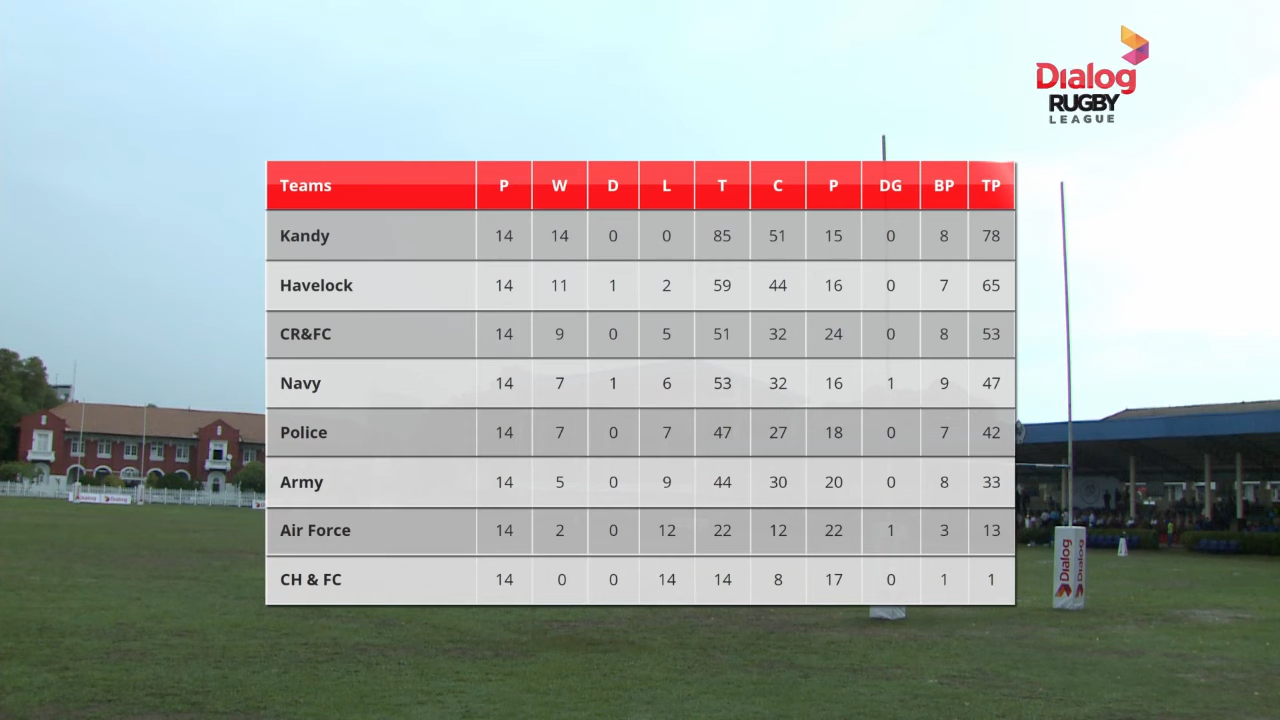 Dialog
RUGBY
LEAGUE
Teams P W D L T C P DG BP TP
Kandy 14 14 0 0 85 51 15 0 8 78
Havelock 14 11 1 2 59 44 16 0 7 65
CR&FC 14 9 0 5 51 32 24 0 8 53
Navy 14 7 1 6 53 32 16 1 9 47
Police 14 7 0 7 47 27 18 0 7 42
Army 14 5 0 9 44 30 20 0 8 33
Air Force 14 2 0 12 22 12 22 1 3 13
CH & FC 14 0 0 14 14 8 17 0 1 1
Dialog Dialog
Dialog Dialog